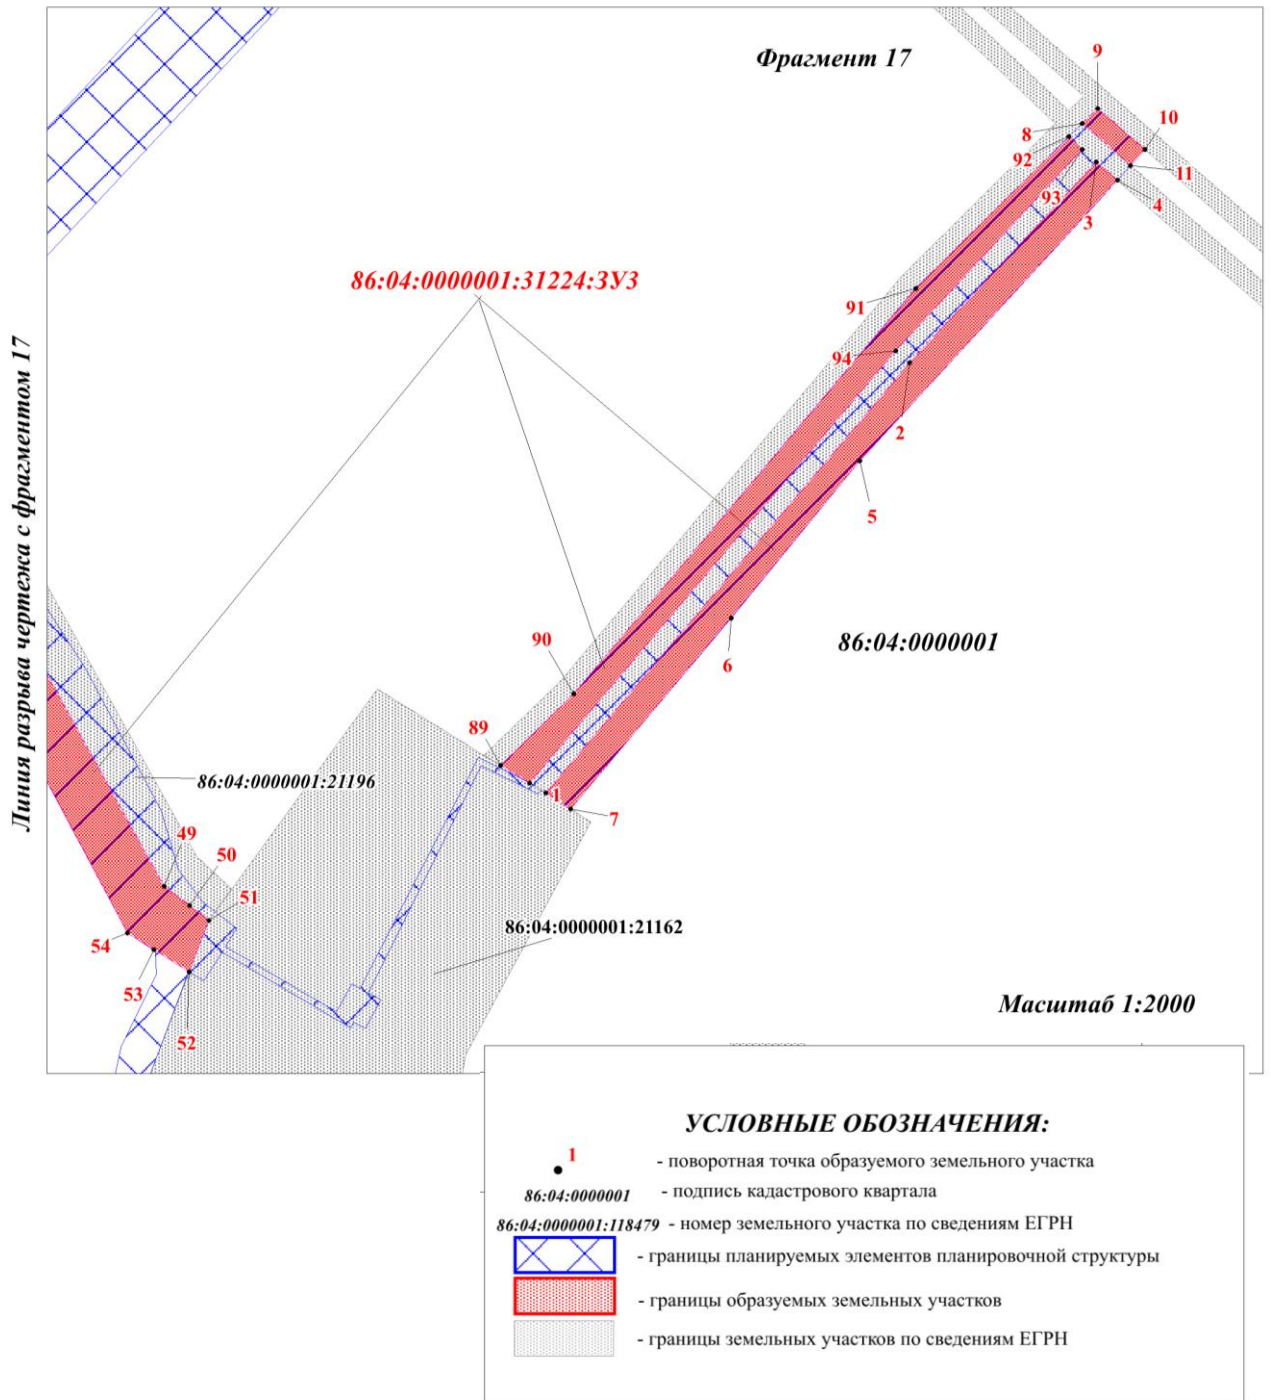 Фрагмент 17
9
8
10
92
11
93
3
4
86:04:0000001:31224:ЗУ3
91
94
2
Линия разрыва чертежа с фрагментом 17
5
90
86:04:0000001
6
89
86:04:0000001:21196
1
7
49
50
51
86:04:0000001:21162
54
53
52
Масштаб 1:2000
УСЛОВНЫЕ ОБОЗНАЧЕНИЯ:
1 - поворотная точка образуемого земельного участка
86:04:0000001 - подпись кадастрового квартала
86:04:0000001:118479 - номер земельного участка по сведениям ЕГРН
- границы планируемых элементов планировочной структуры
- границы образуемых земельных участков
- границы земельных участков по сведениям ЕГРН